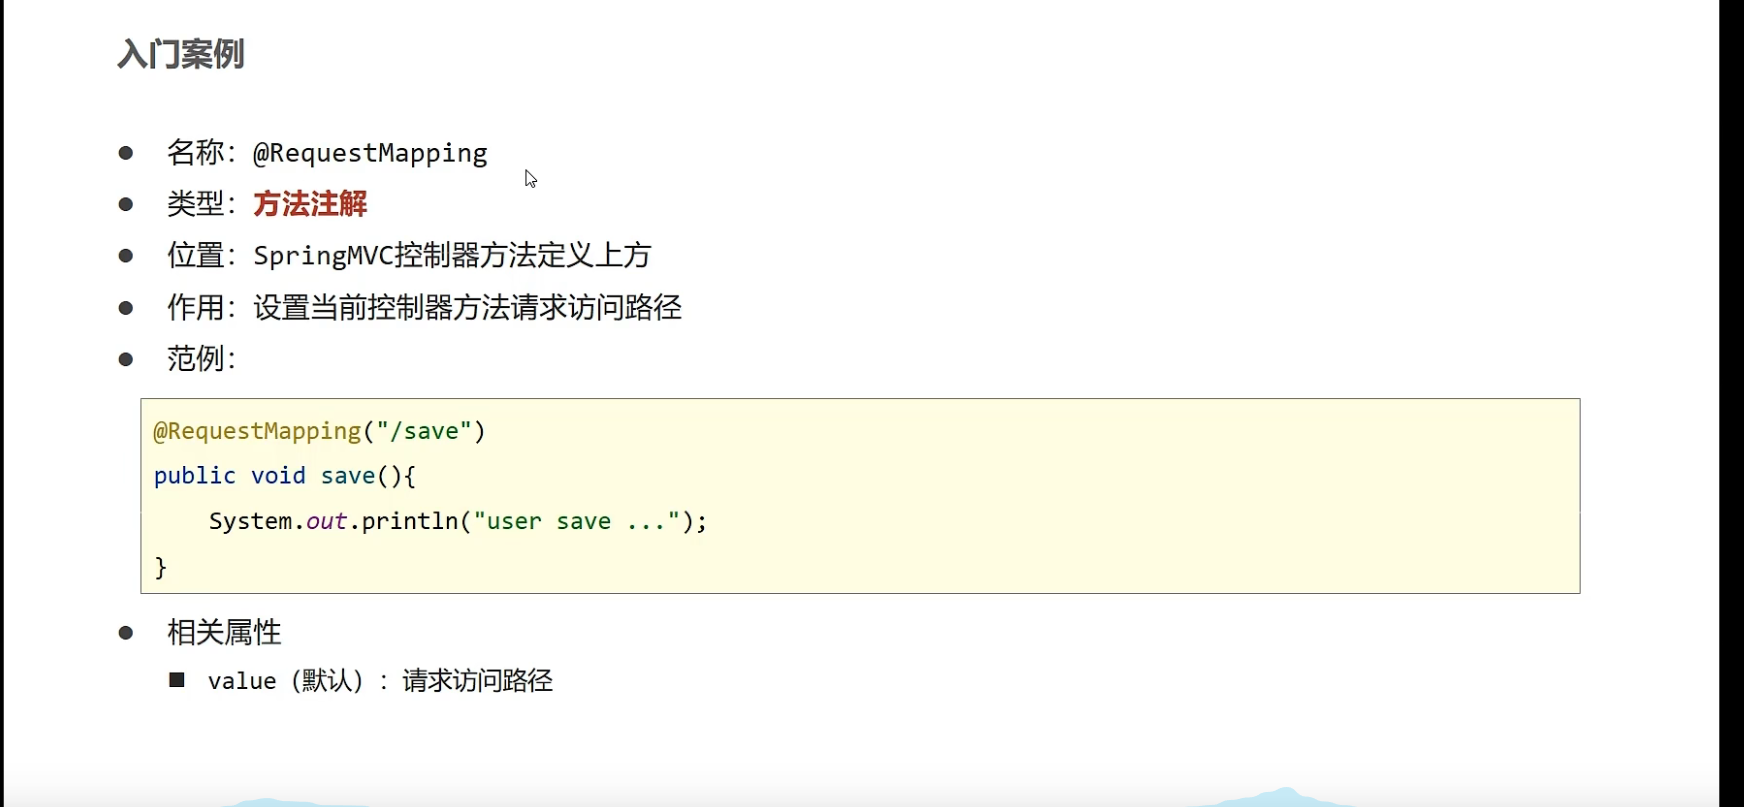 入门案例
名称：@RequestMapping
类型：方法注解
位置：SpringMVC控制器方法定义上方
作用：设置当前控制器方法请求访问路径
范例：
@RequestMapping("/save")
public void save(){
    System.out.println("user save ...");
}
相关属性
value（默认）：请求访问路径